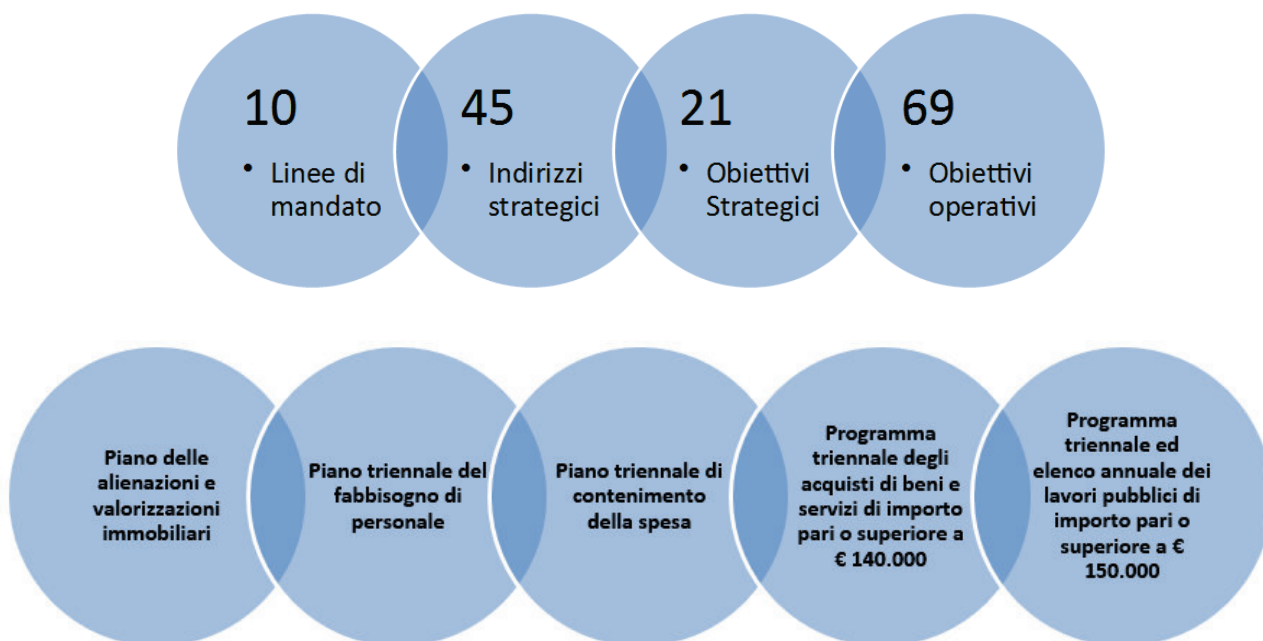 10
• Linee di
mandato
45
• Indirizzi
strategici
21
• Obiettivi
Strategici
69
• Obiettivi
operativi
Piano delle
alienazioni e
valorizzazioni
immobiliari
Piano triennale del
fabbisogno di
personale
Piano triennale di
contenimento
della spesa
Programma
triennale degli
acquisti di beni e
servizi di importo
pari o superiore a
€ 140.000
Programma
triennale ed
elenco annuale dei
lavori pubblici di
importo pari o
superiore a €
150.000